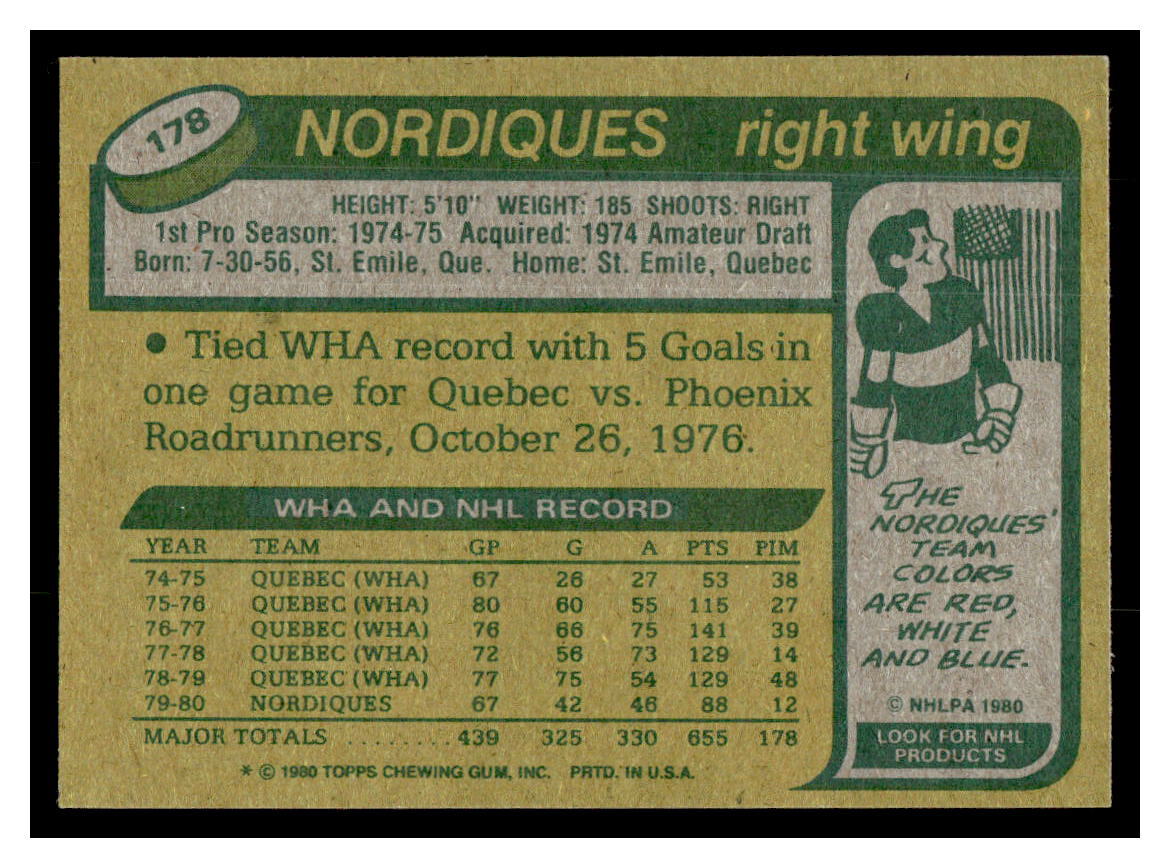 178
NORDIQUES right wing
HEIGHT: 5'10" WEIGHT: 185 SHOOTS: RIGHT
1st Pro Season: 1974-75 Acquired: 1974 Amateur Draft
Born: 7-30-56, St. Emile, Que. Home: St. Emile, Quebec
• Tied WHA record with 5 Goals in
one game for Quebec vs. Phoenix
Roadrunners, October 26, 1976.
WHA AND NHL RECORD
YEAR TEAM GP G A PTS PIM
74-75 QUEBEC (WHA) 67 26 27 53 38
75-76 QUEBEC (WHA) 80 60 55 115 27
76-77 QUEBEC (WHA) 76 66 75 141 39
77-78 QUEBEC (WHA) 72 56 73 129 14
78-79 QUEBEC (WHA) 77 75 54 129 48
79-80 NORDIQUES 67 42 46 88 12
MAJOR TOTALS ........ 439 325 330 655 178
* © 1980 TOPPS CHEWING GUM, INC. PRTD. IN U.S.A.
THE
NORDIQUES'
TEAM
COLORS
ARE RED,
WHITE
AND BLUE.
© NHLPA 1980
LOOK FOR NHL
PRODUCTS